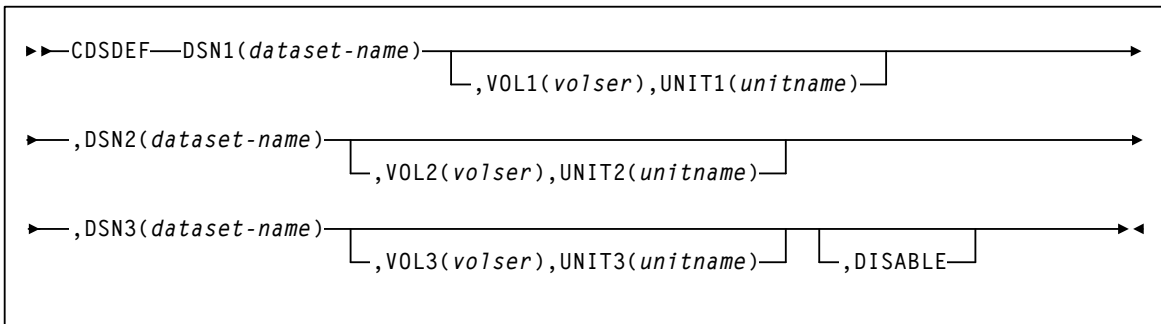 CDSDEF DSN1(dataset-name)
,VOL1(volser),UNIT1(unitname)
,DSN2(dataset-name)
,VOL2(volser),UNIT2(unitname)
,DSN3(dataset-name)
,VOL3(volser),UNIT3(unitname) ,DISABLE